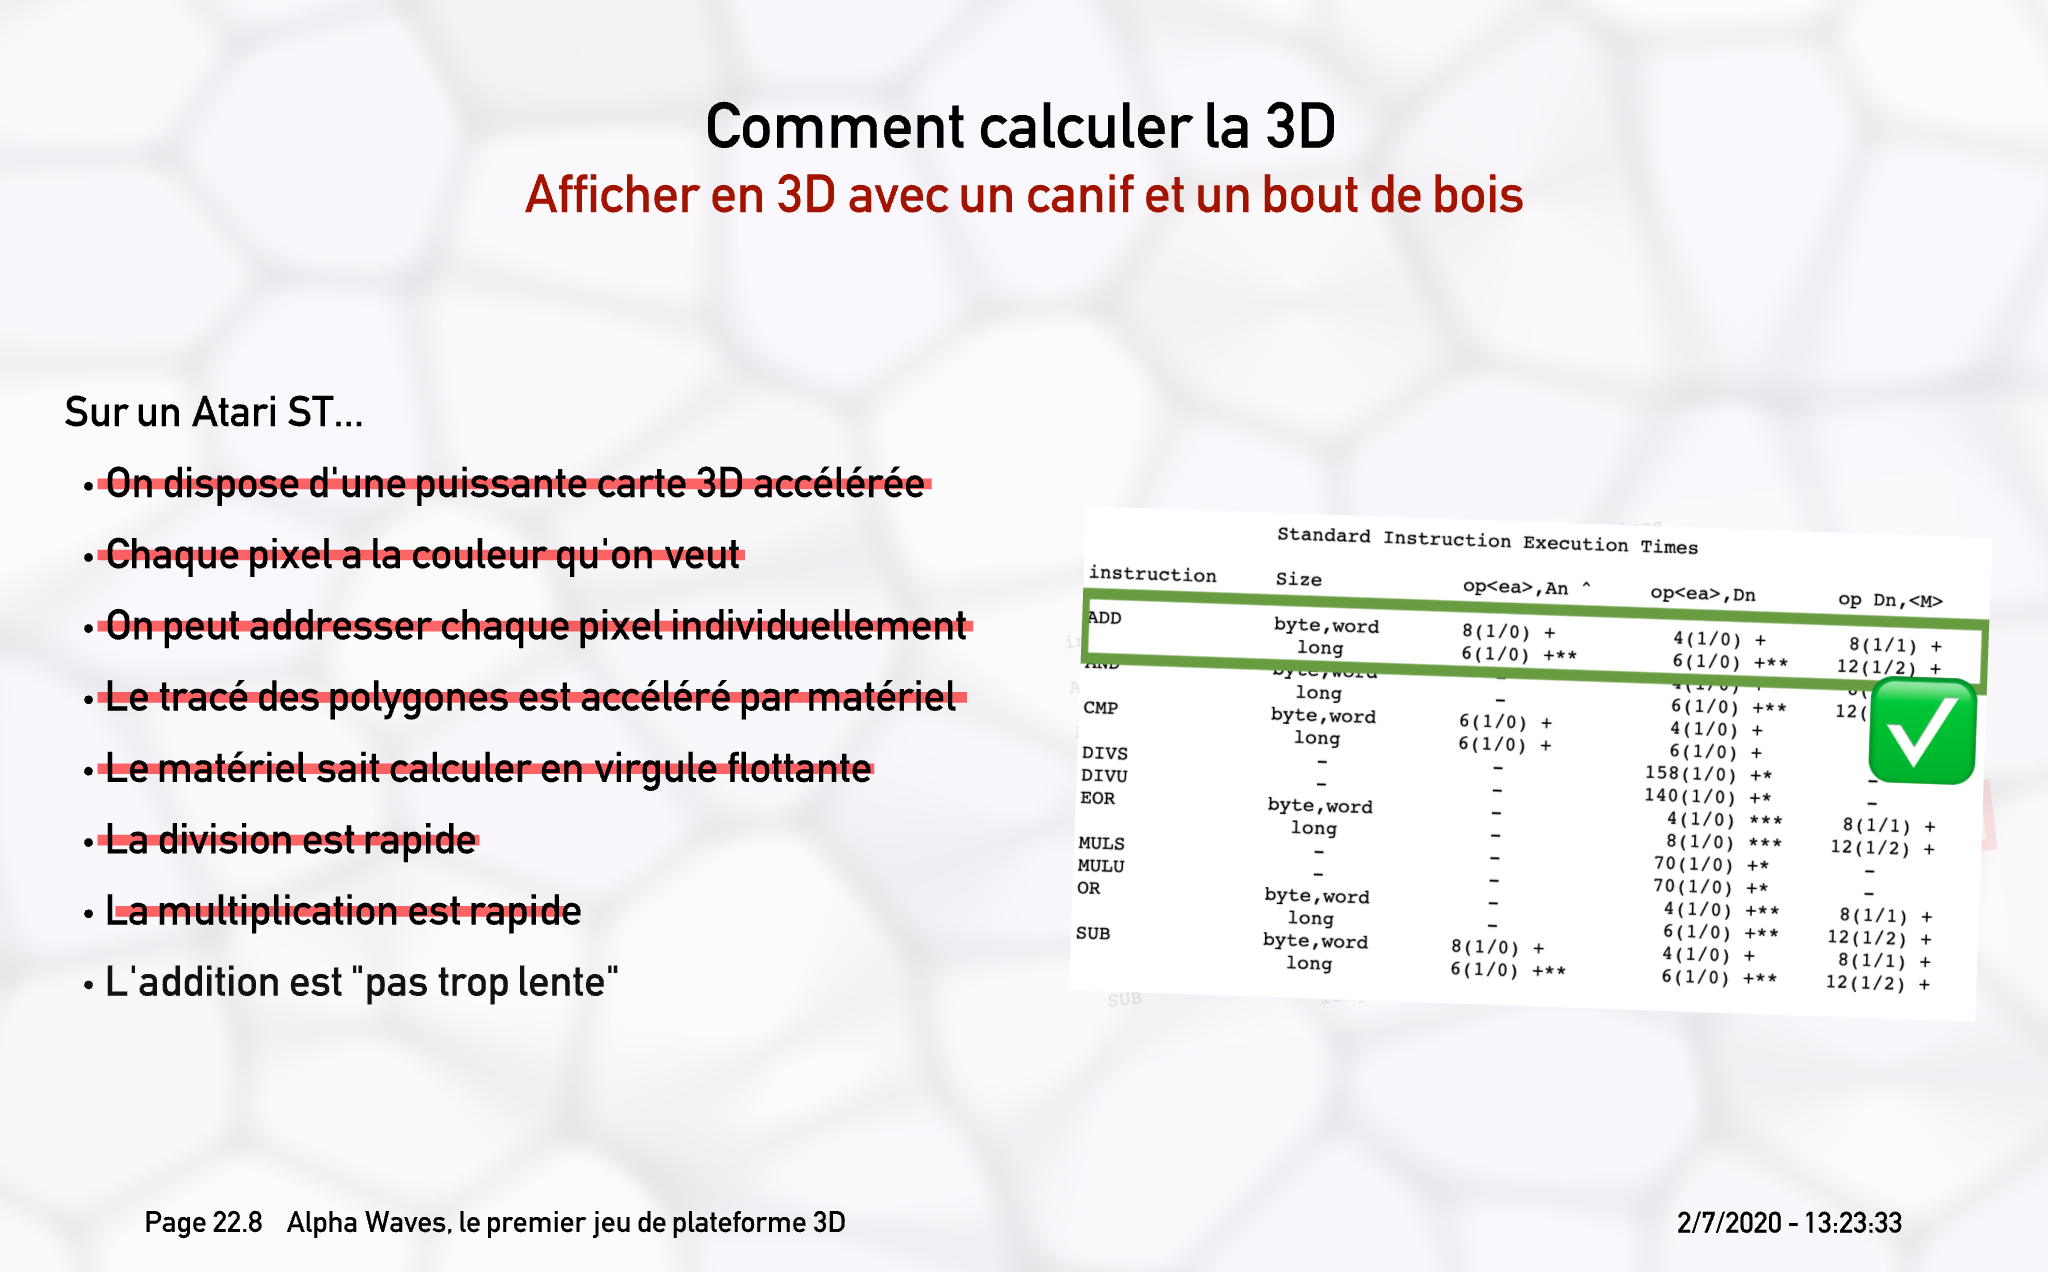 Comment calculer la 3D
Afficher en 3D avec un canif et un bout de bois
Sur un Atari ST...
• On dispose d'une puissante carte 3D accélérée
• Chaque pixel a la couleur qu'on veut
• On peut addresser chaque pixel individuellement
• Le tracé des polygones est accéléré par matériel
• Le matériel sait calculer en virgule flottante
• La division est rapide
• La multiplication est rapide
• L'addition est "pas trop lente"
Standard Instruction Execution Times
instruction Size op<ea>,An ^ op<ea>,Dn op Dn,<M>
ADD byte,word 8(1/0) + 4(1/0) + 8(1/1) +
long 6(1/0) +** 6(1/0) +** 12(1/2) +
AND byte,word - 4(1/0) +
long - 6(1/0) +** 12(
CMP byte,word 6(1/0) + 4(1/0) +
long 6(1/0) + 6(1/0) +
DIVS - - 158(1/0) +* -
DIVU - - 140(1/0) +* -
EOR byte,word - 4(1/0) *** 8(1/1) +
long - 8(1/0) *** 12(1/2) +
MULS - - 70(1/0) +* -
MULU - - 70(1/0) +* -
OR byte,word - 4(1/0) +** 8(1/1) +
long - 6(1/0) +** 12(1/2) +
SUB byte,word 8(1/0) + 4(1/0) + 8(1/1) +
long 6(1/0) +** 6(1/0) +** 12(1/2) +
SUB
Page 22.8 Alpha Waves, le premier jeu de plateforme 3D
2/7/2020 - 13:23:33